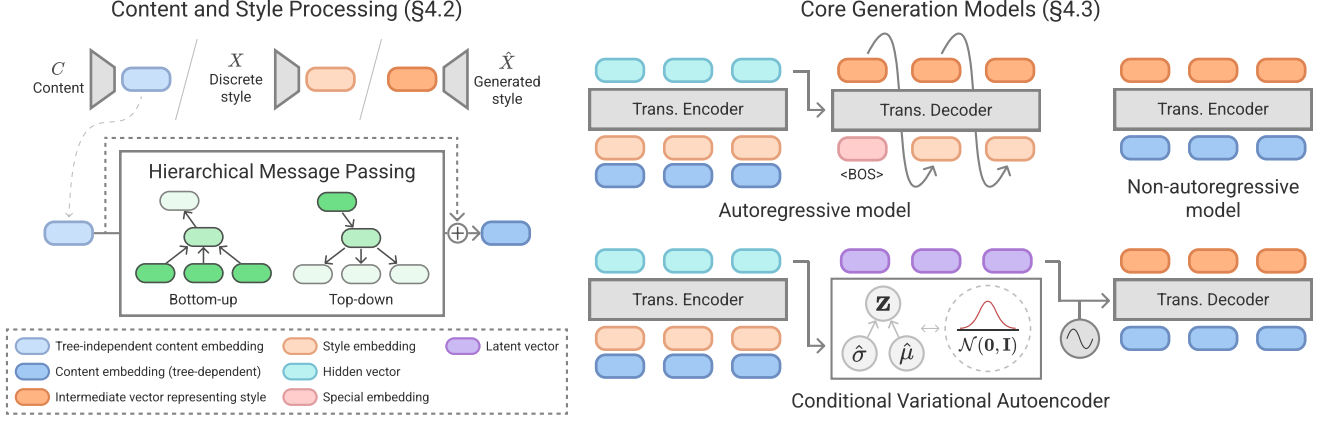 Content and Style Processing (§4.2)
C
Content
X
Discrete
style
X̂
Generated
style
Hierarchical Message Passing
Bottom-up
Top-down
+
Tree-independent content embedding
Content embedding (tree-dependent)
Intermediate vector representing style
Style embedding
Hidden vector
Special embedding
Latent vector
Core Generation Models (§4.3)
Trans. Encoder
Trans. Decoder
<BOS>
Autoregressive model
Trans. Encoder
Non-autoregressive
model
Trans. Encoder
z
σ̂
μ̂
𝒩(0, I)
Trans. Decoder
Conditional Variational Autoencoder